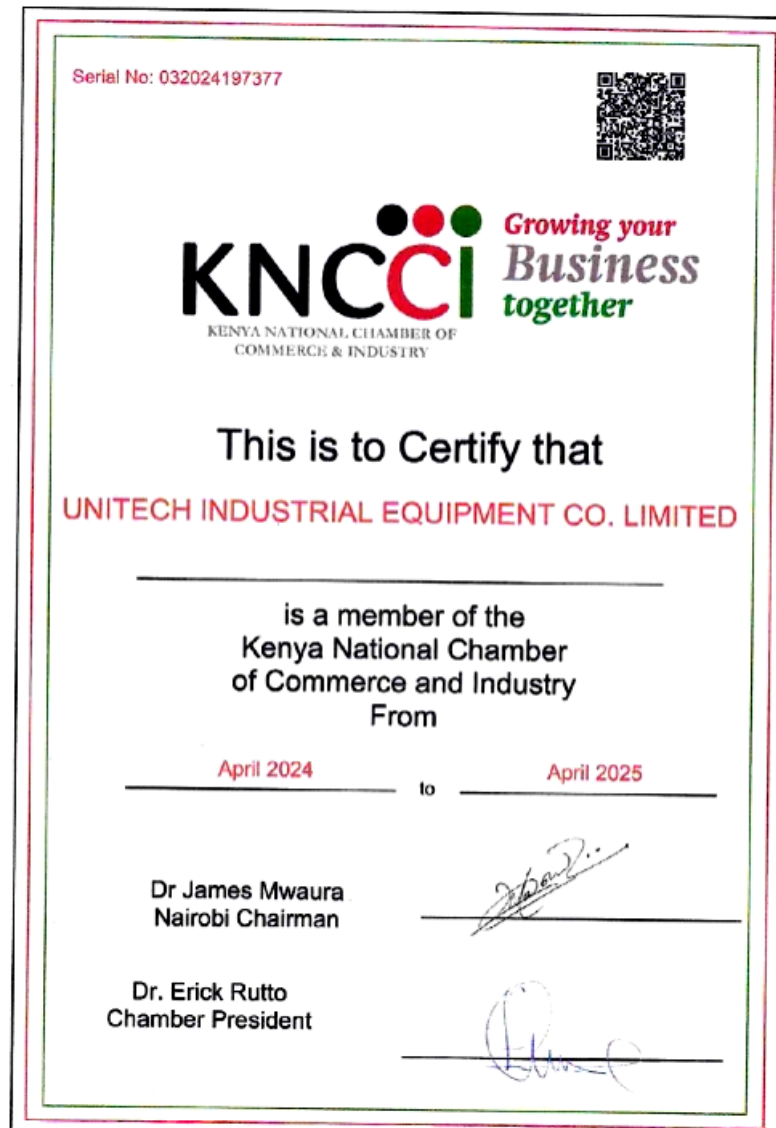 Serial No: 032024197377
KNCCI
KENYA NATIONAL CHAMBER OF
COMMERCE & INDUSTRY
Growing your
Business
together
This is to Certify that
UNITECH INDUSTRIAL EQUIPMENT CO. LIMITED
is a member of the
Kenya National Chamber
of Commerce and Industry
From
April 2024 to April 2025
Dr James Mwaura
Nairobi Chairman
Dr. Erick Rutto
Chamber President